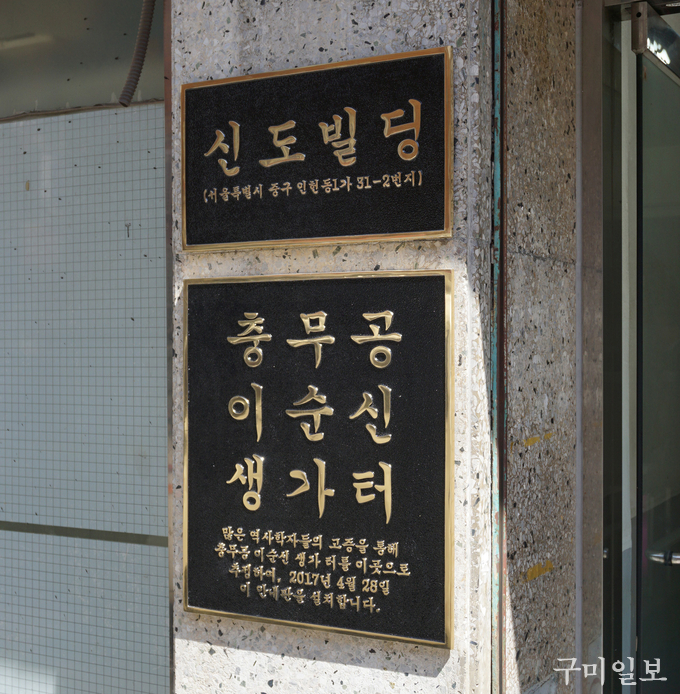 신도빌딩
(서울특별시 중구 인현동1가 31-2번지)
충무공
이순신
생가터
많은 역사학자들의 고증을 통해
충무공 이순신 생가 터를 이곳으로
추정하여, 2017년 4월 28일
이 안내판을 설치합니다.
구미일보